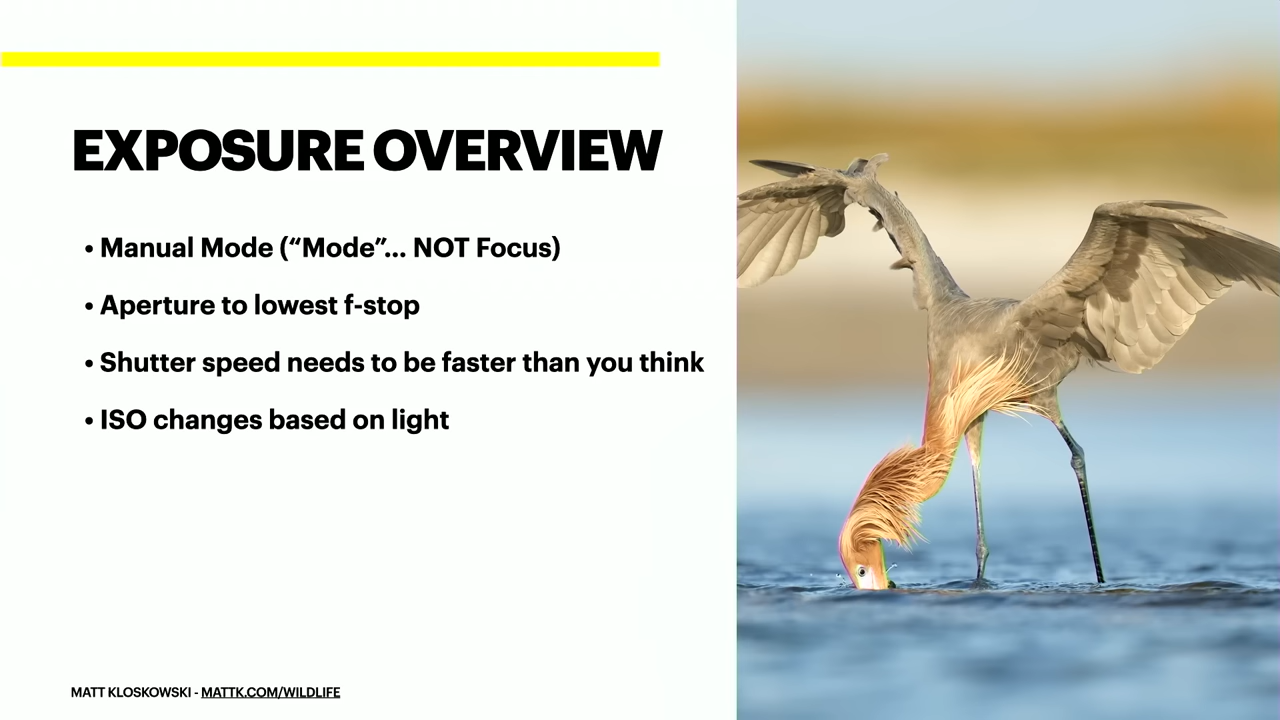 EXPOSURE OVERVIEW
• Manual Mode (“Mode”... NOT Focus)
• Aperture to lowest f-stop
• Shutter speed needs to be faster than you think
• ISO changes based on light
MATT KLOSKOWSKI - MATTK.COM/WILDLIFE